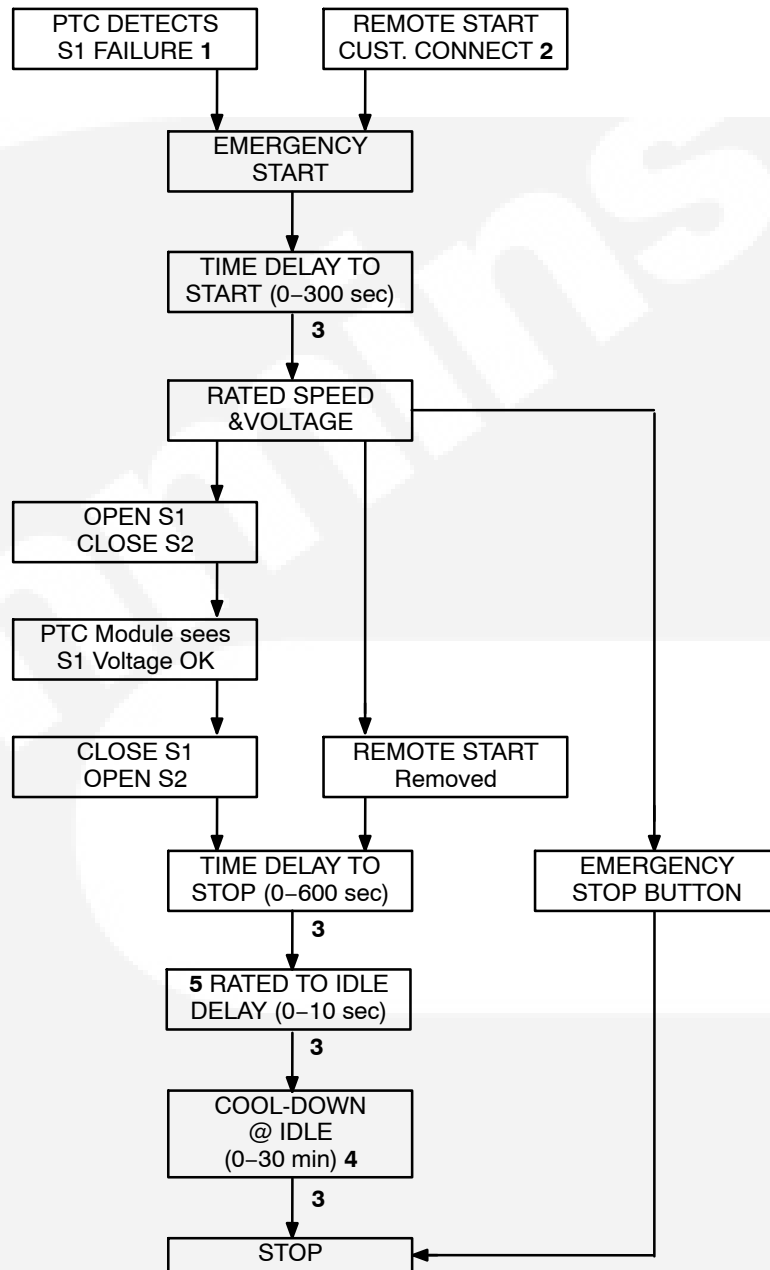 PTC DETECTS
S1 FAILURE 1
REMOTE START
CUST. CONNECT 2
EMERGENCY
START
TIME DELAY TO
START (0–300 sec)
3
RATED SPEED
&VOLTAGE
OPEN S1
CLOSE S2
PTC Module sees
S1 Voltage OK
CLOSE S1
OPEN S2
REMOTE START
Removed
TIME DELAY TO
STOP (0–600 sec)
EMERGENCY
STOP BUTTON
3
5 RATED TO IDLE
DELAY (0–10 sec)
3
COOL-DOWN
@ IDLE
(0–30 min) 4
3
STOP
mmins